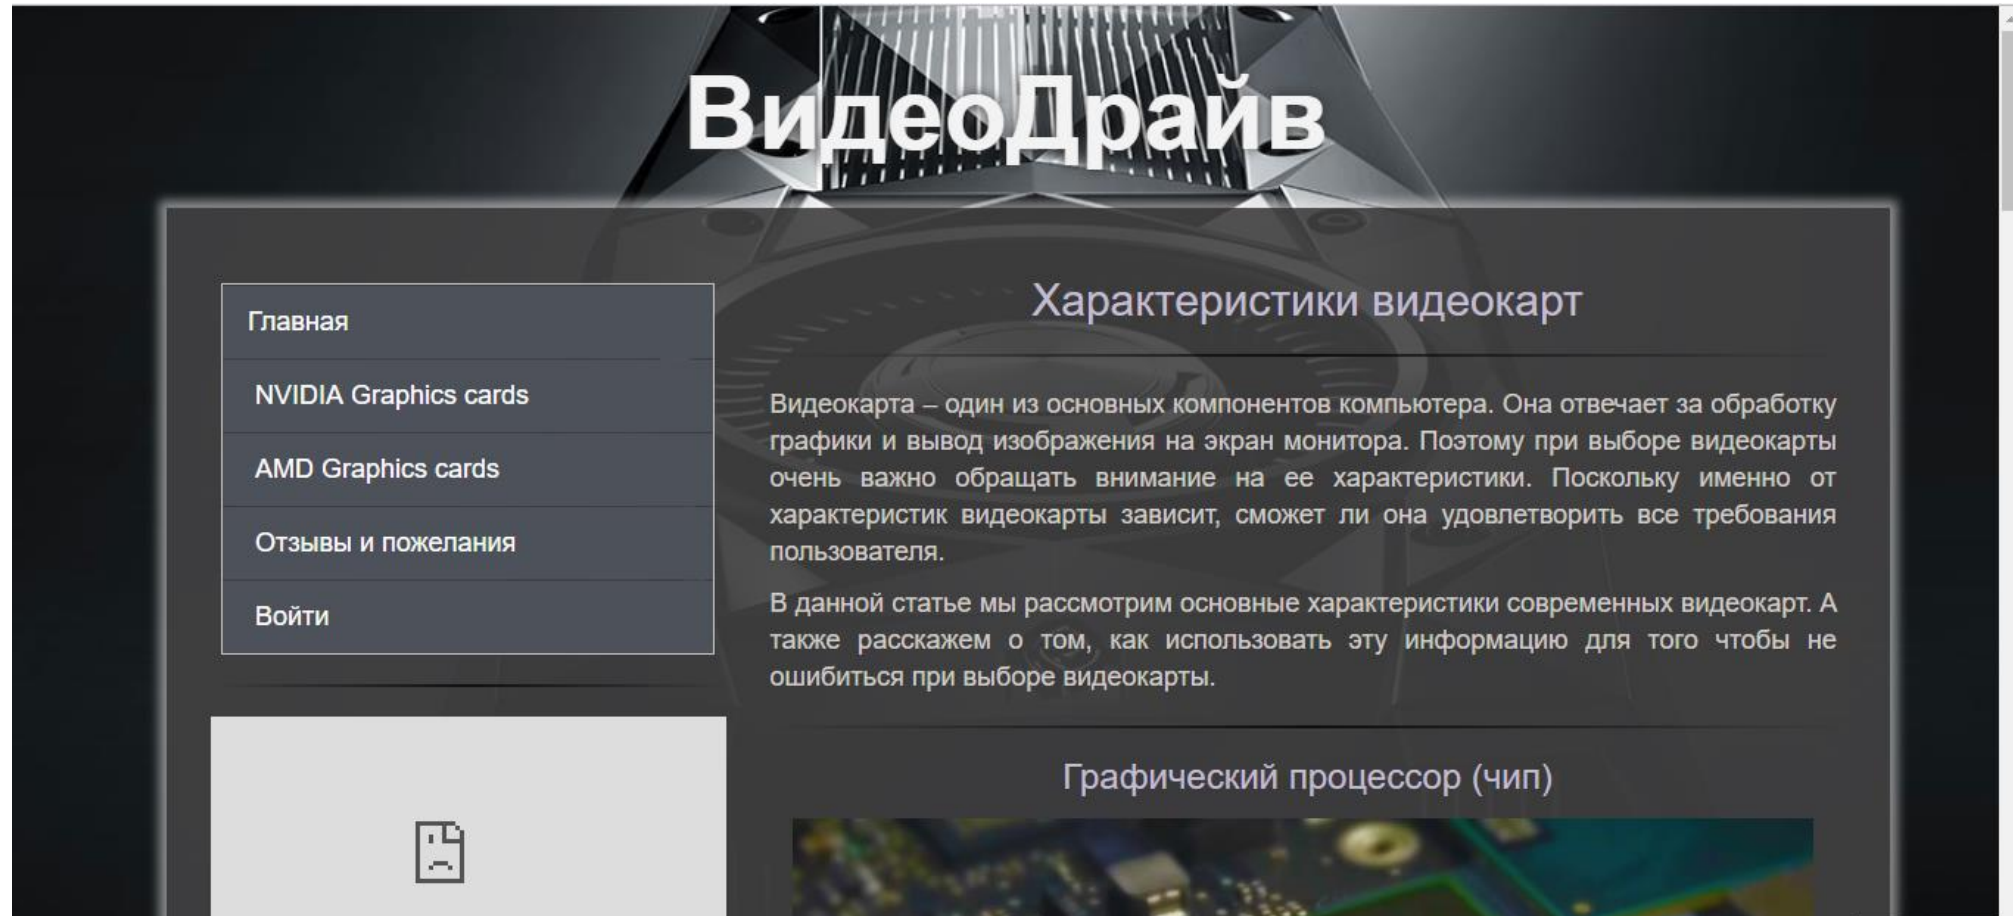 ВидеоДрайв
Главная
NVIDIA Graphics cards
AMD Graphics cards
Отзывы и пожелания
Войти
Характеристики видеокарт
Видеокарта – один из основных компонентов компьютера. Она отвечает за обработку
графики и вывод изображения на экран монитора. Поэтому при выборе видеокарты
очень важно обращать внимание на ее характеристики. Поскольку именно от
характеристик видеокарты зависит, сможет ли она удовлетворить все требования
пользователя.
В данной статье мы рассмотрим основные характеристики современных видеокарт. А
также расскажем о том, как использовать эту информацию для того чтобы не
ошибиться при выборе видеокарты.
Графический процессор (чип)